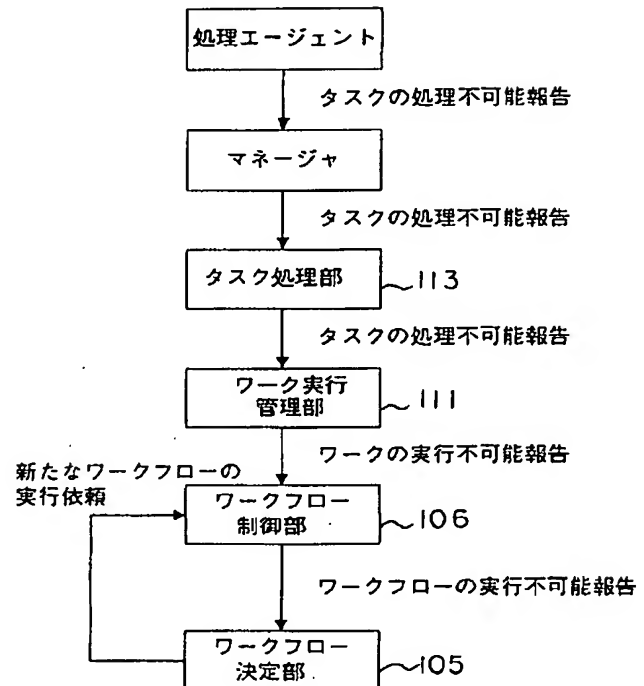 処理エージェント
タスクの処理不可能報告
マネージャ
タスクの処理不可能報告
タスク処理部
113
タスクの処理不可能報告
ワーク実行
管理部
111
ワークの実行不可能報告
新たなワークフローの
実行依頼
ワークフロー
制御部
106
ワークフローの実行不可能報告
ワークフロー
決定部
105